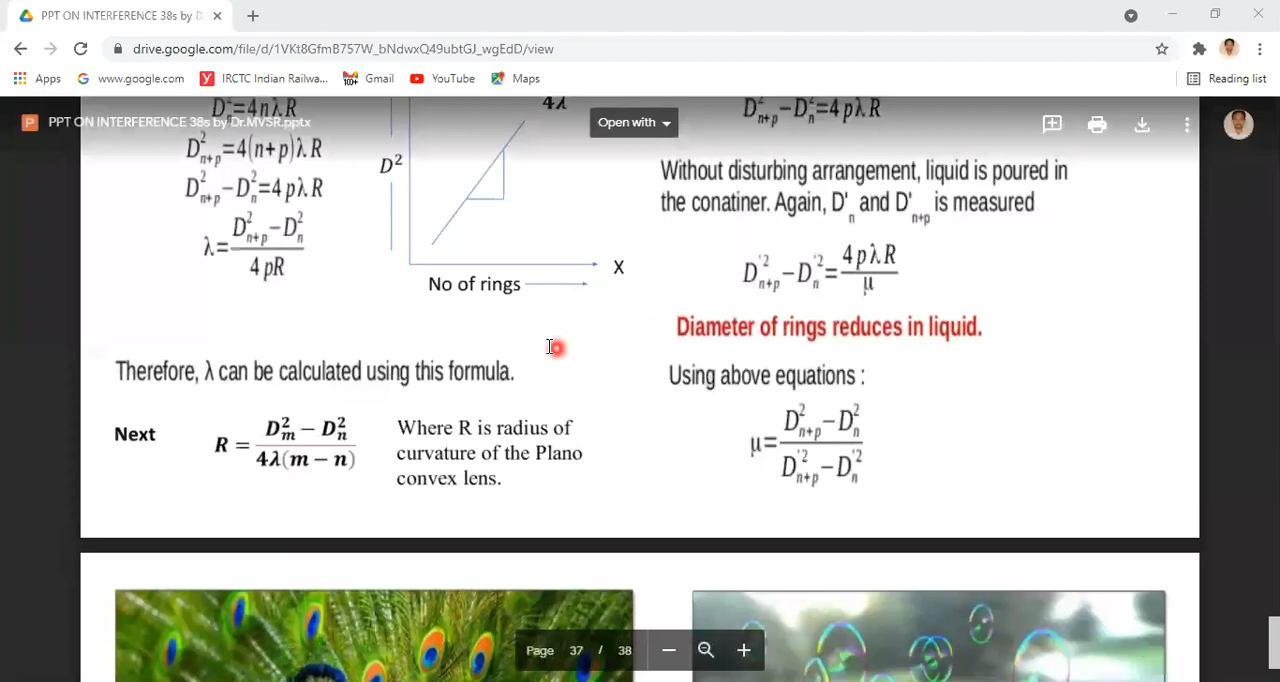 PPT ON INTERFERENCE 38s by D
drive.google.com/file/d/1VKt8GfmB757W_bNdwxQ49ubtGJ_wgEdD/view
Apps www.google.com IRCTC Indian Railwa... Gmail YouTube Maps Reading list
PPT ON INTERFERENCE 38s by Dr.MVSR.pptx
Open with
D²=4nλR
D²n+p=4(n+p)λR
D²n+p−D²n=4pλR
λ=D²n+p−D²n
4pR
4λ
D²
X
No of rings
Therefore, λ can be calculated using this formula.
Next
R = D²m − D²n
4λ(m − n)
Where R is radius of
curvature of the Plano
convex lens.
D²n+p−D²n=4pλR
Without disturbing arrangement, liquid is poured in
the conatiner. Again, D'n and D'n+p is measured
D'²n+p−D'²n=4pλR
μ
Diameter of rings reduces in liquid.
Using above equations :
μ=D²n+p−D²n
D'²n+p−D'²n
Page 37 / 38